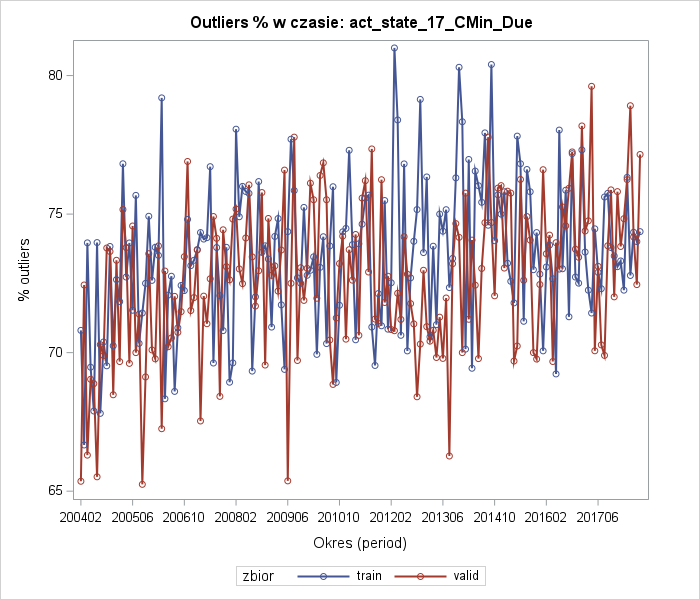 Outliers % w czasie: act_state_17_CMin_Due
80
75
70
65
% outliers
200402 200506 200610 200802 200906 201010 201202 201306 201410 201602 201706
Okres (period)
zbior train valid